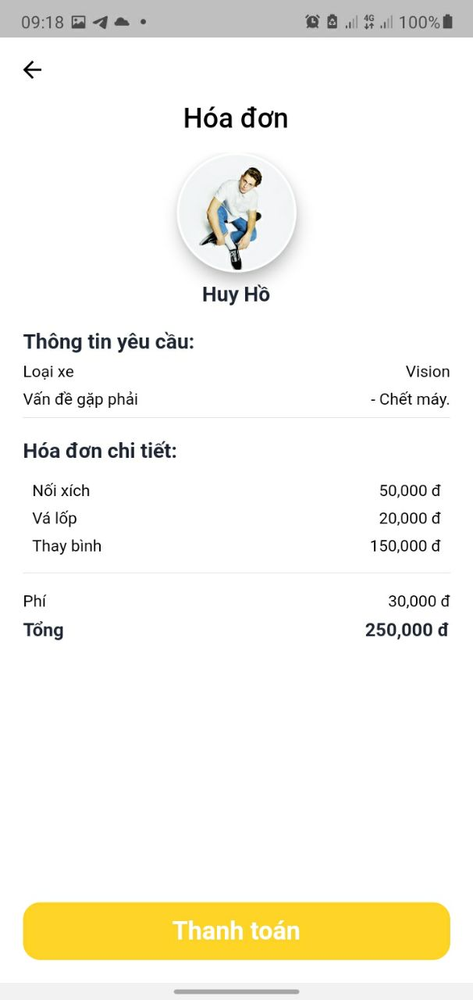 09:18 4G 100%
Hóa đơn
Huy Hồ
Thông tin yêu cầu:
Loại xe Vision
Vấn đề gặp phải - Chết máy.
Hóa đơn chi tiết:
Nối xích 50,000 đ
Vá lốp 20,000 đ
Thay bình 150,000 đ
Phí 30,000 đ
Tổng 250,000 đ
Thanh toán